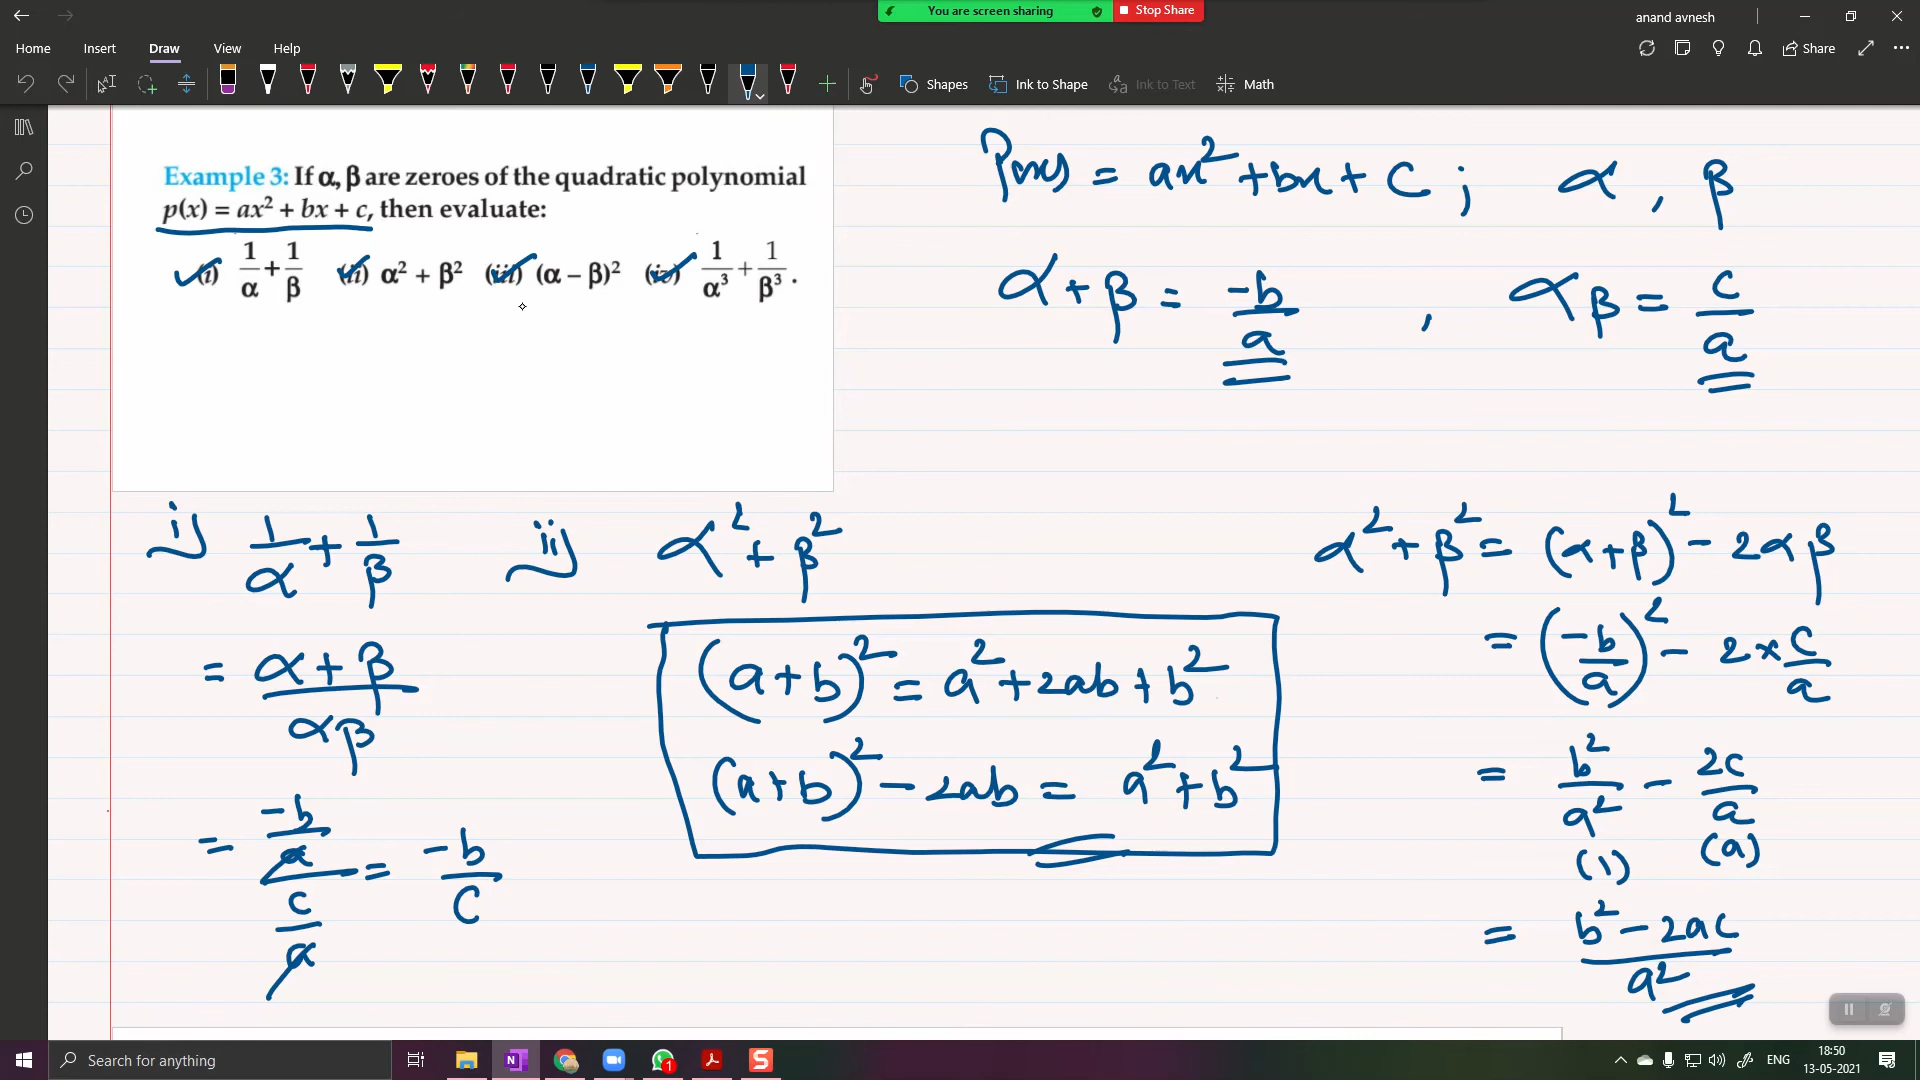 You are screen sharing
Stop Share
anand avnesh
Home Insert Draw View Help
Share
Shapes Ink to Shape Ink to Text Math
Example 3: If α, β are zeroes of the quadratic polynomial
p(x) = ax² + bx + c, then evaluate:
(i) 1/α + 1/β (ii) α² + β² (iii) (α – β)² (iv) 1/α³ + 1/β³ .
P(x) = ax² + bx + c ; α , β
α + β = -b/a , αβ = c/a
i) 1/α + 1/β
= (α + β)/(αβ)
= (-b/a)/(c/a) = -b/c
ii) α² + β²
(a+b)² = a² + 2ab + b²
(a+b)² - 2ab = a² + b²
α² + β² = (α + β)² - 2αβ
= (-b/a)² - 2 × c/a
= b²/a² - 2c/a
(1) (a)
= (b² - 2ac)/a²
Search for anything
1
ENG
18:50
13-05-2021